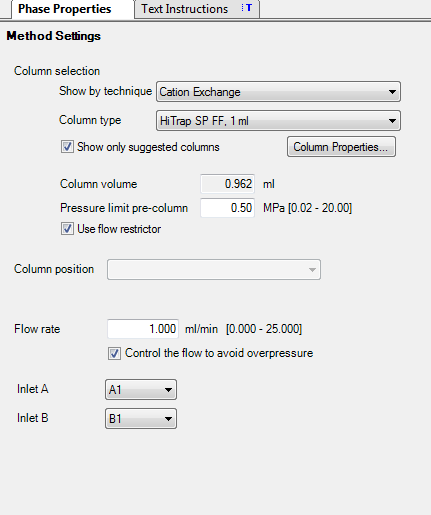 Phase Properties Text Instructions T
Method Settings
Column selection
Show by technique Cation Exchange
Column type HiTrap SP FF, 1 ml
Show only suggested columns Column Properties...
Column volume 0.962 ml
Pressure limit pre-column 0.50 MPa [0.02 - 20.00]
Use flow restrictor
Column position
Flow rate 1.000 ml/min [0.000 - 25.000]
Control the flow to avoid overpressure
Inlet A A1
Inlet B B1